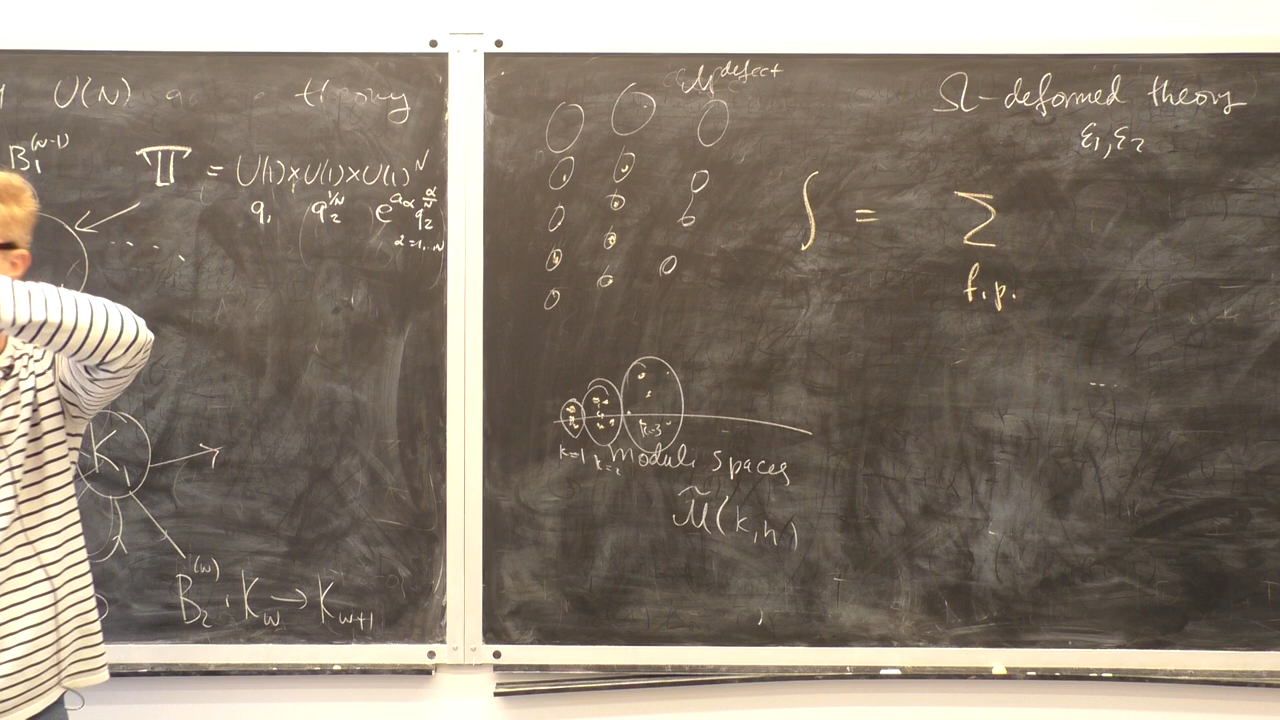 U(N) theory
B₁^(N-1)
𝕋 = U(1)×U(1)×U(1)^N
q₁ q₂^{1/N} e^{a_α} q₂^{α/N}
α=1,..N
K₁
B₂^(w) : K_w → K_{w+1}
M^defect
Ω-deformed theory
ε₁,ε₂
∫ = Σ
f.p.
k=3
k=1 k=2 moduli spaces
M̃(k,n)